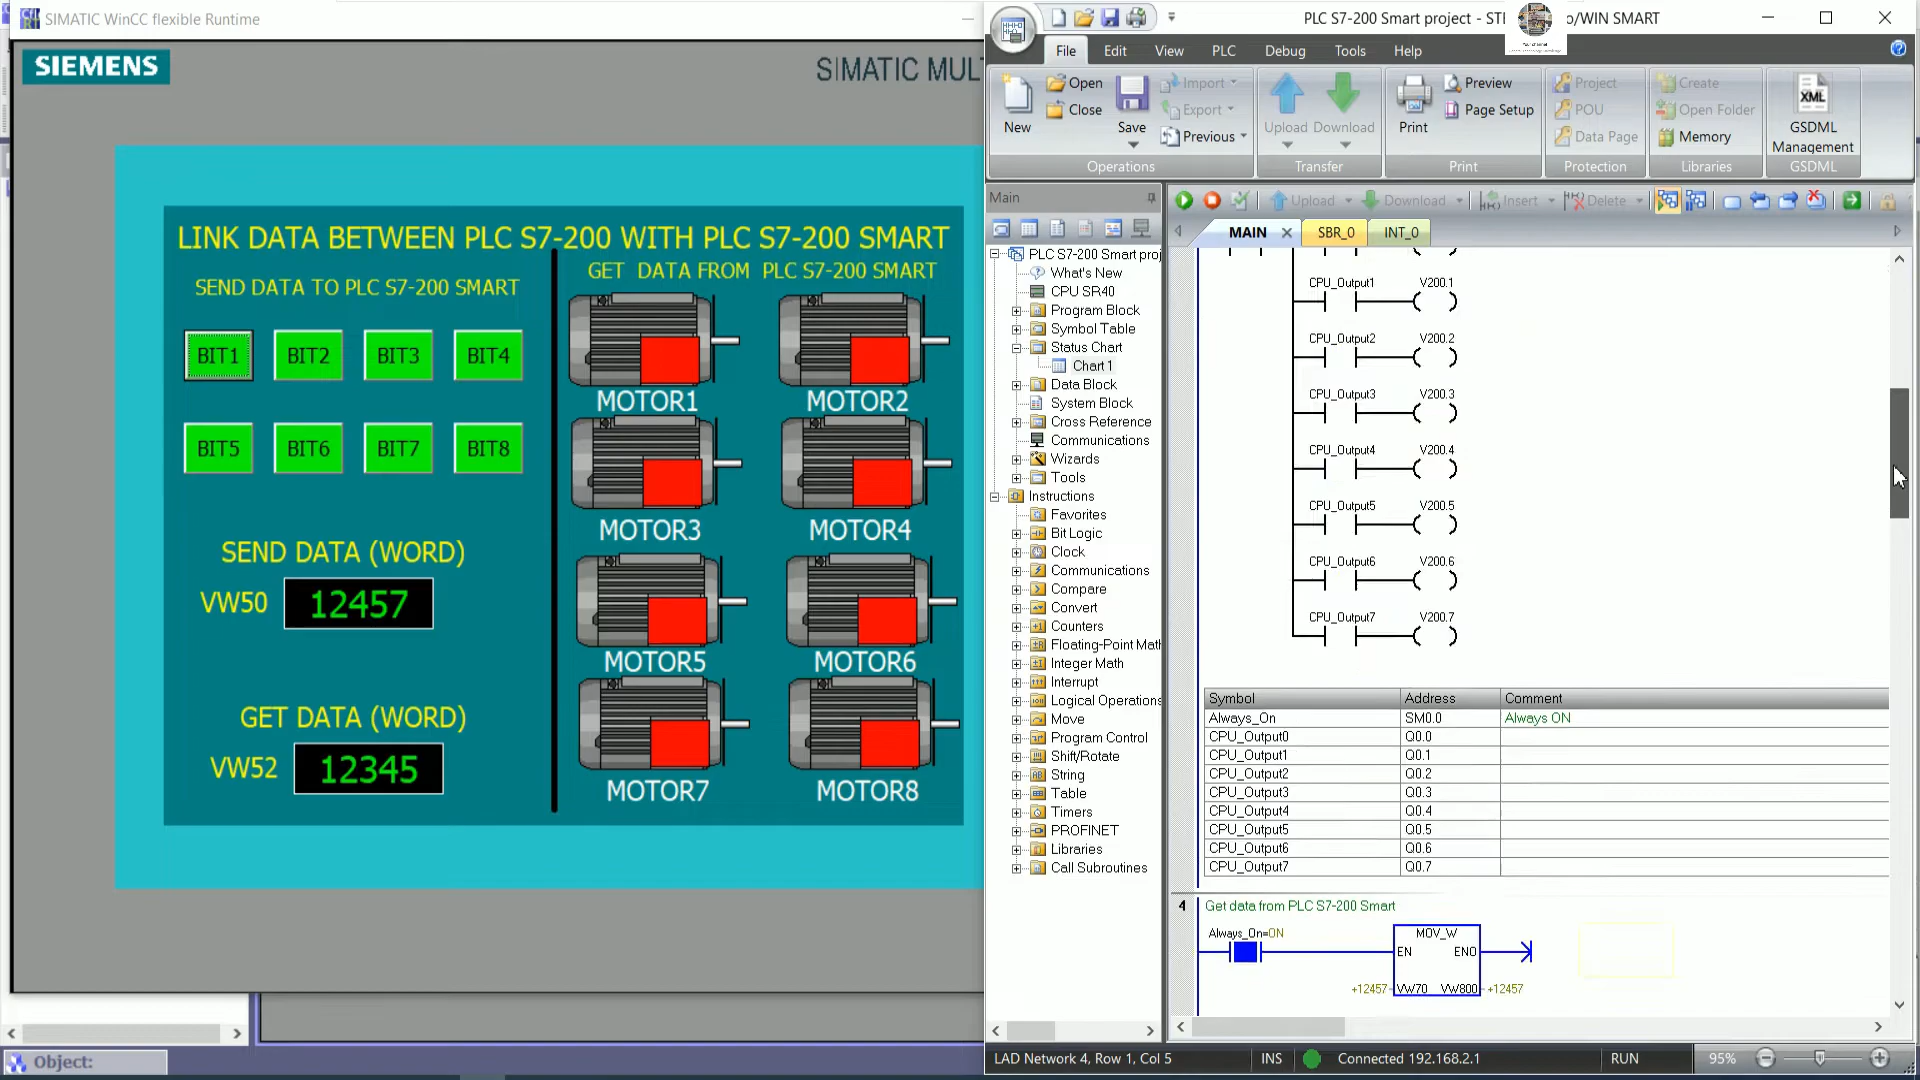 SIMATIC WinCC flexible Runtime
SIEMENS
SIMATIC MUL
LINK DATA BETWEEN PLC S7-200 WITH PLC S7-200 SMART
SEND DATA TO PLC S7-200 SMART
GET DATA FROM PLC S7-200 SMART
BIT1
BIT2
BIT3
BIT4
BIT5
BIT6
BIT7
BIT8
MOTOR1
MOTOR2
MOTOR3
MOTOR4
MOTOR5
MOTOR6
MOTOR7
MOTOR8
SEND DATA (WORD)
VW50 12457
GET DATA (WORD)
VW52 12345
Object:
PLC S7-200 Smart project - STE
o/WIN SMART
File
Edit
View
PLC
Debug
Tools
Help
New
Open
Close
Save
Import
Export
Previous
Operations
Upload
Download
Transfer
Print
Preview
Page Setup
Print
Project
POU
Data Page
Protection
Create
Open Folder
Memory
Libraries
XML
GSDML
Management
GSDML
Main
Upload
Download
Insert
Delete
MAIN
SBR_0
INT_0
PLC S7-200 Smart proj
What's New
CPU SR40
Program Block
Symbol Table
Status Chart
Chart 1
Data Block
System Block
Cross Reference
Communications
Wizards
Tools
Instructions
Favorites
Bit Logic
Clock
Communications
Compare
Convert
Counters
Floating-Point Math
Integer Math
Interrupt
Logical Operations
Move
Program Control
Shift/Rotate
String
Table
Timers
PROFINET
Libraries
Call Subroutines
CPU_Output1 V200.1
CPU_Output2 V200.2
CPU_Output3 V200.3
CPU_Output4 V200.4
CPU_Output5 V200.5
CPU_Output6 V200.6
CPU_Output7 V200.7
Symbol Address Comment
Always_On SM0.0 Always ON
CPU_Output0 Q0.0
CPU_Output1 Q0.1
CPU_Output2 Q0.2
CPU_Output3 Q0.3
CPU_Output4 Q0.4
CPU_Output5 Q0.5
CPU_Output6 Q0.6
CPU_Output7 Q0.7
4 Get data from PLC S7-200 Smart
Always_On=ON
MOV_W
EN ENO
+12457 VW70 VW800 +12457
LAD Network 4, Row 1, Col 5
INS
Connected 192.168.2.1
RUN
95%